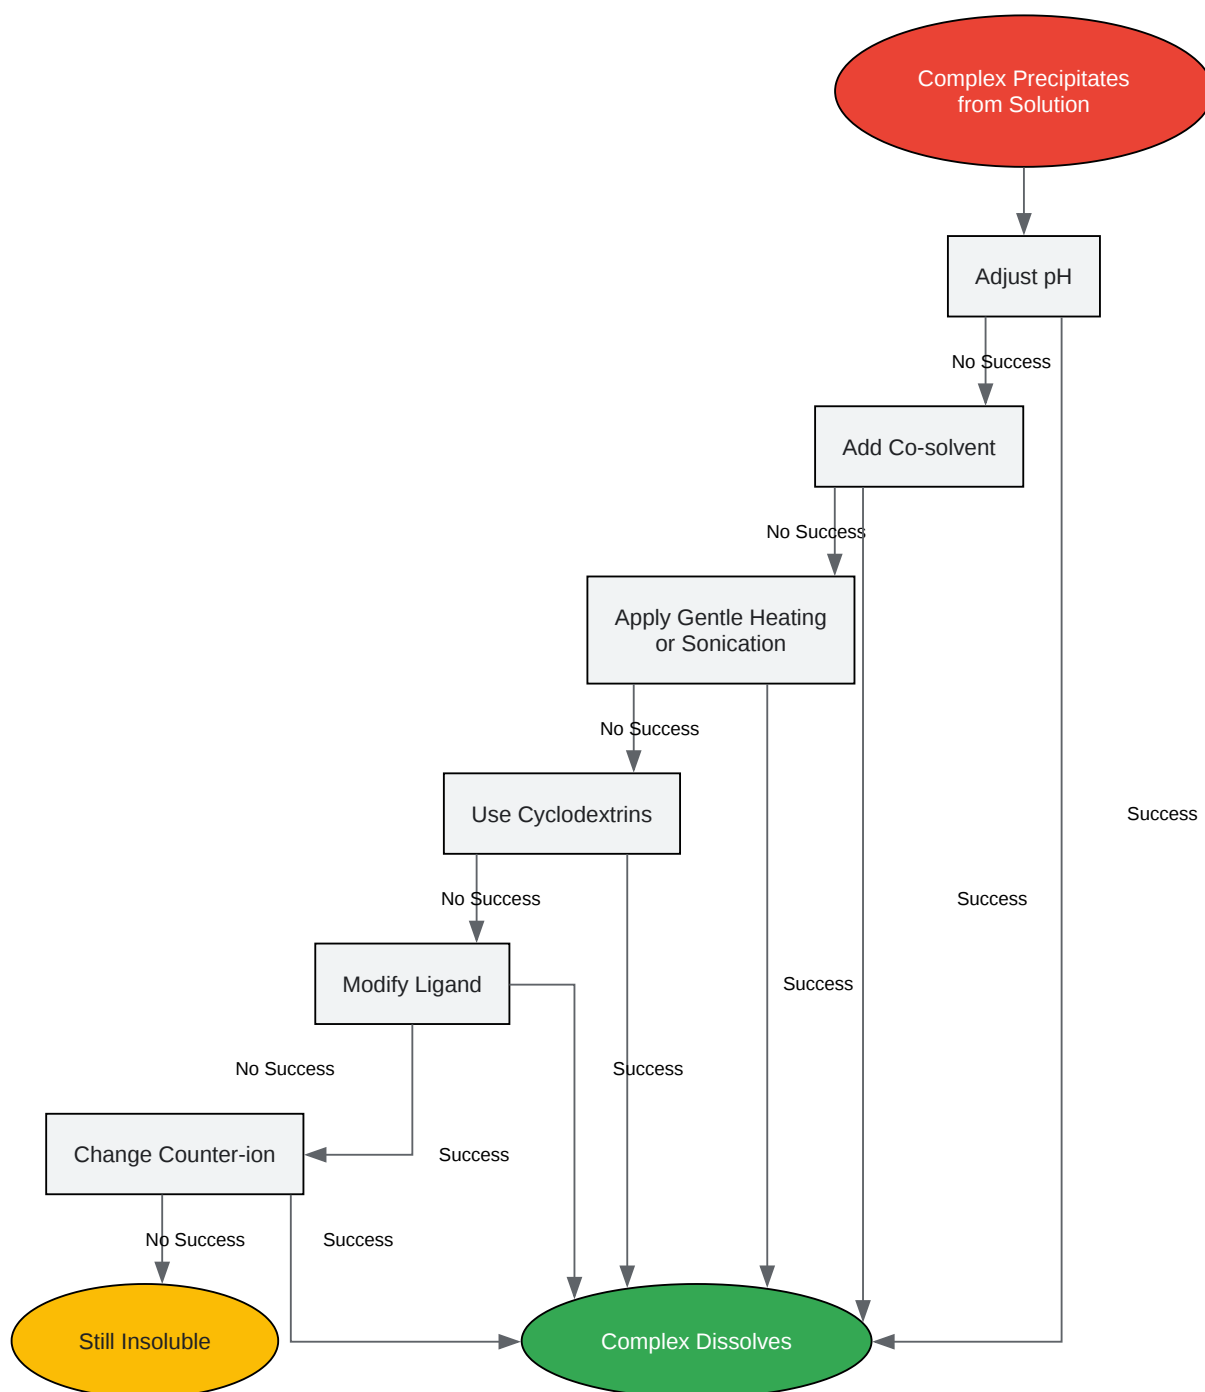 Complex Precipitates
from Solution
Adjust pH
No Success
Add Co-solvent
No Success
Apply Gentle Heating
or Sonication
No Success
Use Cyclodextrins
Success
No Success
Success
Modify Ligand
Success
No Success
Success
Change Counter-ion
Success
No Success
Success
Still Insoluble
Complex Dissolves